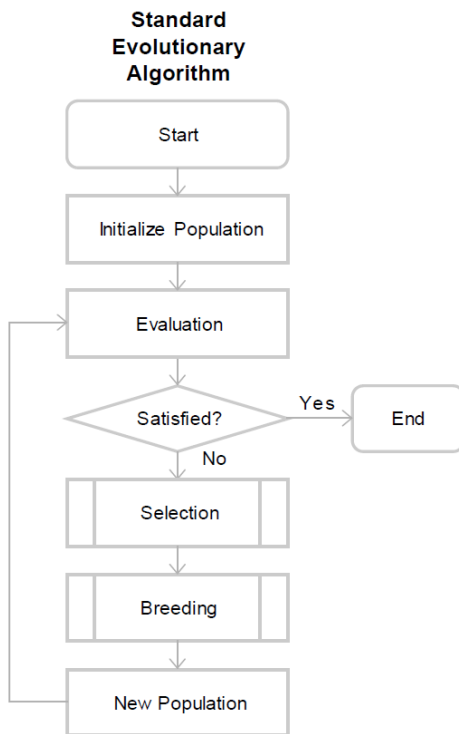 Standard
Evolutionary
Algorithm
Start
Initialize Population
Evaluation
Satisfied?
Yes
End
No
Selection
Breeding
New Population